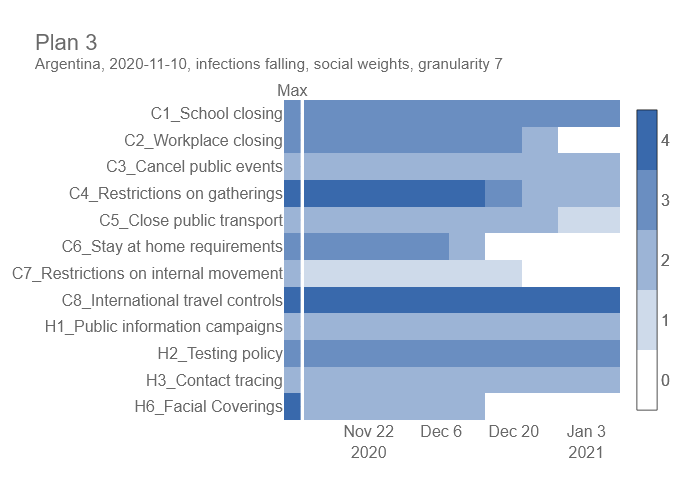 Plan 3
Argentina, 2020-11-10, infections falling, social weights, granularity 7
Max
C1_School closing
C2_Workplace closing
C3_Cancel public events
C4_Restrictions on gatherings
C5_Close public transport
C6_Stay at home requirements
C7_Restrictions on internal movement
C8_International travel controls
H1_Public information campaigns
H2_Testing policy
H3_Contact tracing
H6_Facial Coverings
4
3
2
1
0
Nov 22 Dec 6 Dec 20 Jan 3
2020 2021